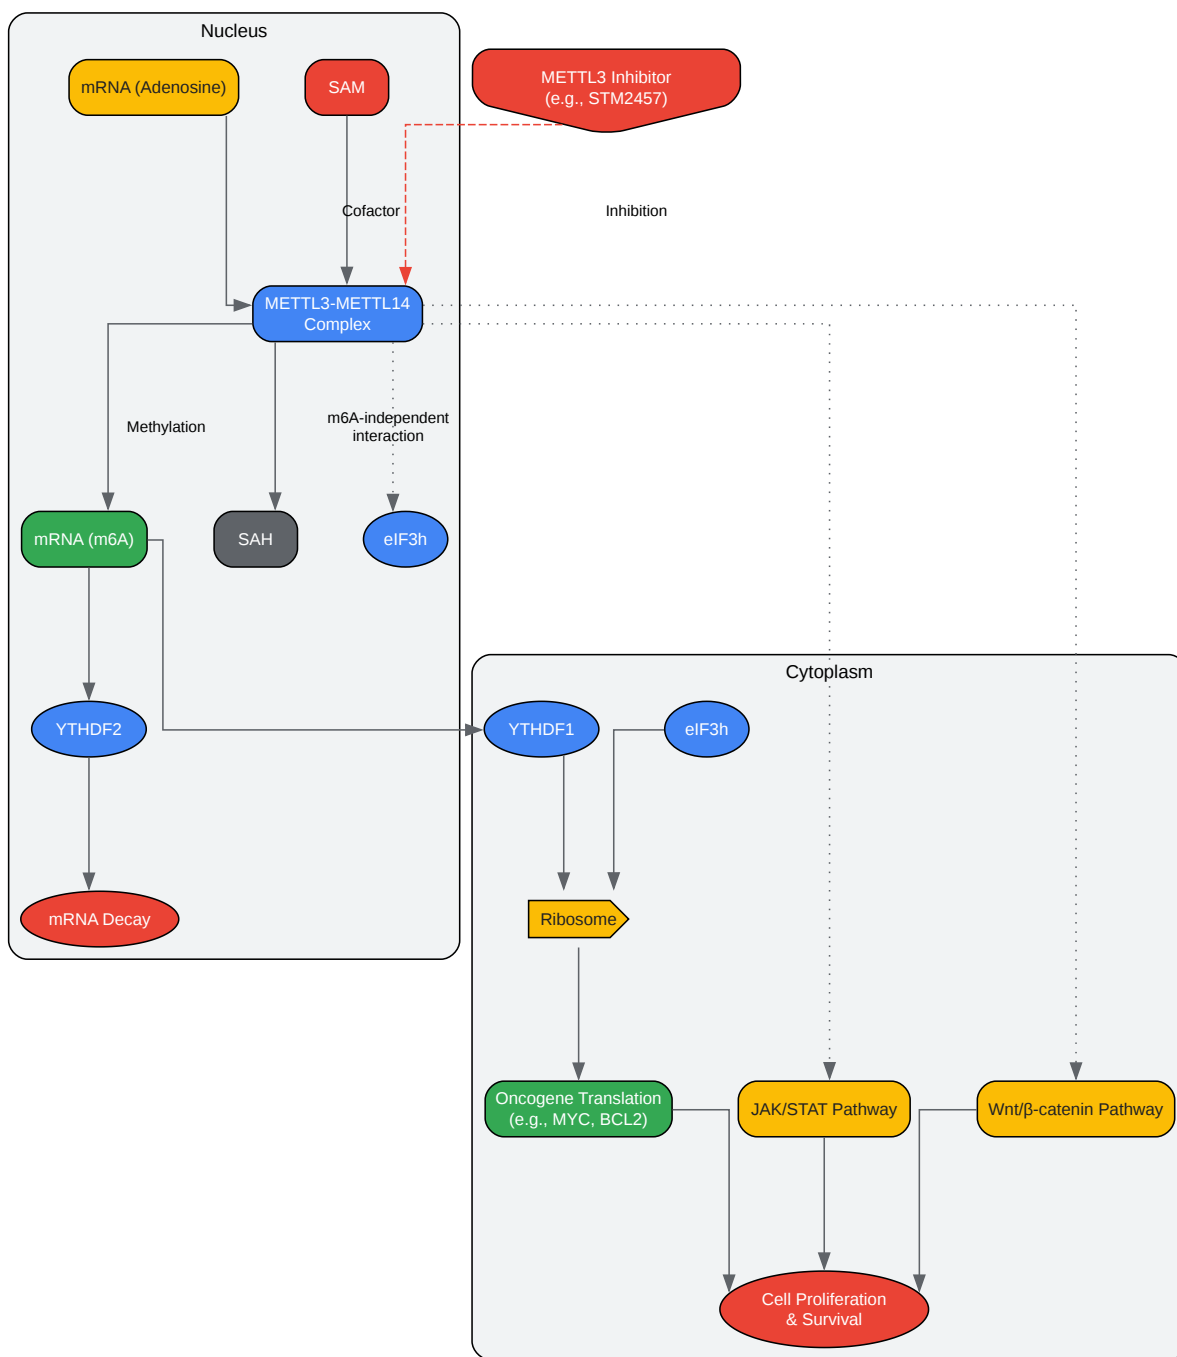 Nucleus
mRNA (Adenosine)
SAM
METTL3 Inhibitor
(e.g., STM2457)
Cofactor
Inhibition
METTL3-METTL14
Complex
Methylation
m6A-independent
interaction
mRNA (m6A)
SAH
eIF3h
Cytoplasm
YTHDF2
YTHDF1
eIF3h
mRNA Decay
Ribosome
Oncogene Translation
(e.g., MYC, BCL2)
JAK/STAT Pathway
Wnt/β-catenin Pathway
Cell Proliferation
& Survival